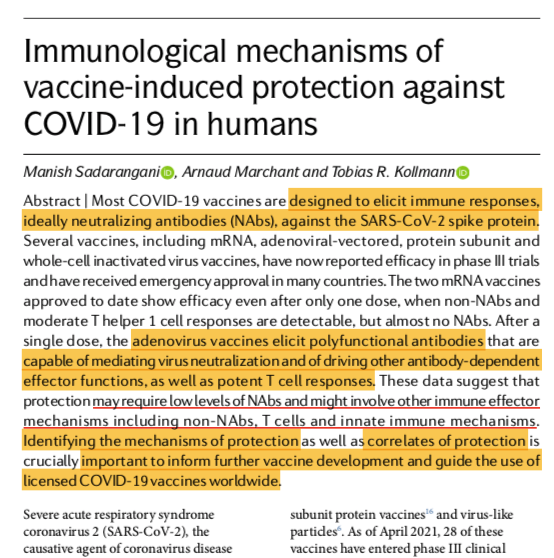 Immunological mechanisms of
vaccine-induced protection against
COVID-19 in humans
Manish Sadarangani, Arnaud Marchant and Tobias R. Kollmann
Abstract | Most COVID-19 vaccines are designed to elicit immune responses,
ideally neutralizing antibodies (NAbs), against the SARS-CoV-2 spike protein.
Several vaccines, including mRNA, adenoviral-vectored, protein subunit and
whole-cell inactivated virus vaccines, have now reported efficacy in phase III trials
and have received emergency approval in many countries. The two mRNA vaccines
approved to date show efficacy even after only one dose, when non-NAbs and
moderate T helper 1 cell responses are detectable, but almost no NAbs. After a
single dose, the adenovirus vaccines elicit polyfunctional antibodies that are
capable of mediating virus neutralization and of driving other antibody-dependent
effector functions, as well as potent T cell responses. These data suggest that
protection may require low levels of NAbs and might involve other immune effector
mechanisms including non-NAbs, T cells and innate immune mechanisms.
Identifying the mechanisms of protection as well as correlates of protection is
crucially important to inform further vaccine development and guide the use of
licensed COVID-19 vaccines worldwide.
Severe acute respiratory syndrome
coronavirus 2 (SARS-CoV-2), the
causative agent of coronavirus disease
subunit protein vaccines16 and virus-like
particles6. As of April 2021, 28 of these
vaccines have entered phase III clinical